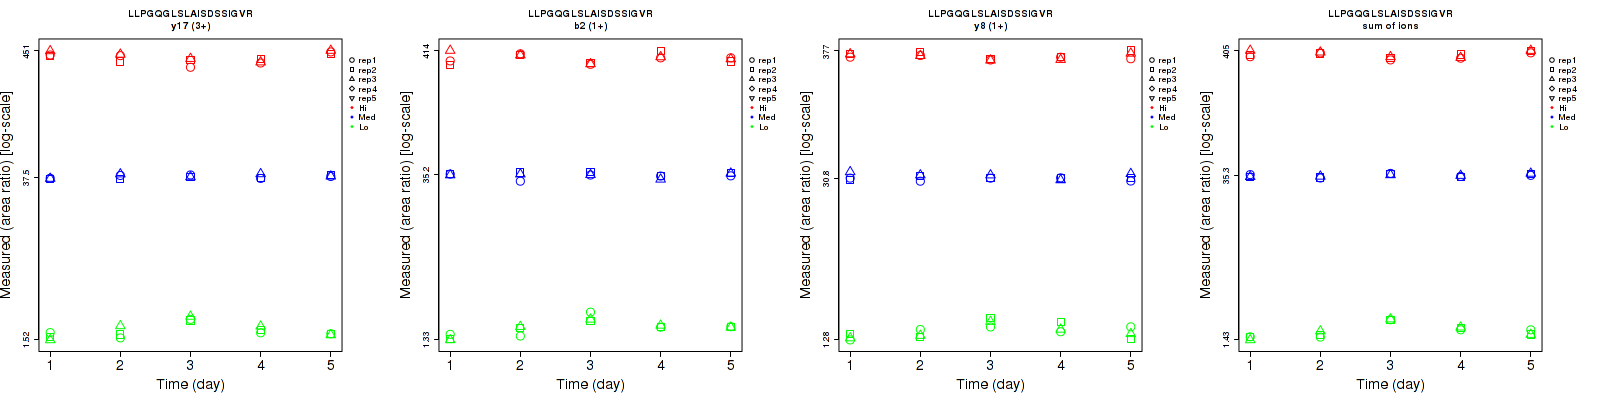 LLPGQGLSLAISDSSIGVR
y17 (3+)
Measured (area ratio) [log-scale]
451
37.5
1.52
1 2 3 4 5
Time (day)
rep1
rep2
rep3
rep4
rep5
Hi
Med
Lo
LLPGQGLSLAISDSSIGVR
b2 (1+)
Measured (area ratio) [log-scale]
414
35.2
1.33
1 2 3 4 5
Time (day)
rep1
rep2
rep3
rep4
rep5
Hi
Med
Lo
LLPGQGLSLAISDSSIGVR
y8 (1+)
Measured (area ratio) [log-scale]
377
30.8
1.28
1 2 3 4 5
Time (day)
rep1
rep2
rep3
rep4
rep5
Hi
Med
Lo
LLPGQGLSLAISDSSIGVR
sum of ions
Measured (area ratio) [log-scale]
405
35.3
1.43
1 2 3 4 5
Time (day)
rep1
rep2
rep3
rep4
rep5
Hi
Med
Lo